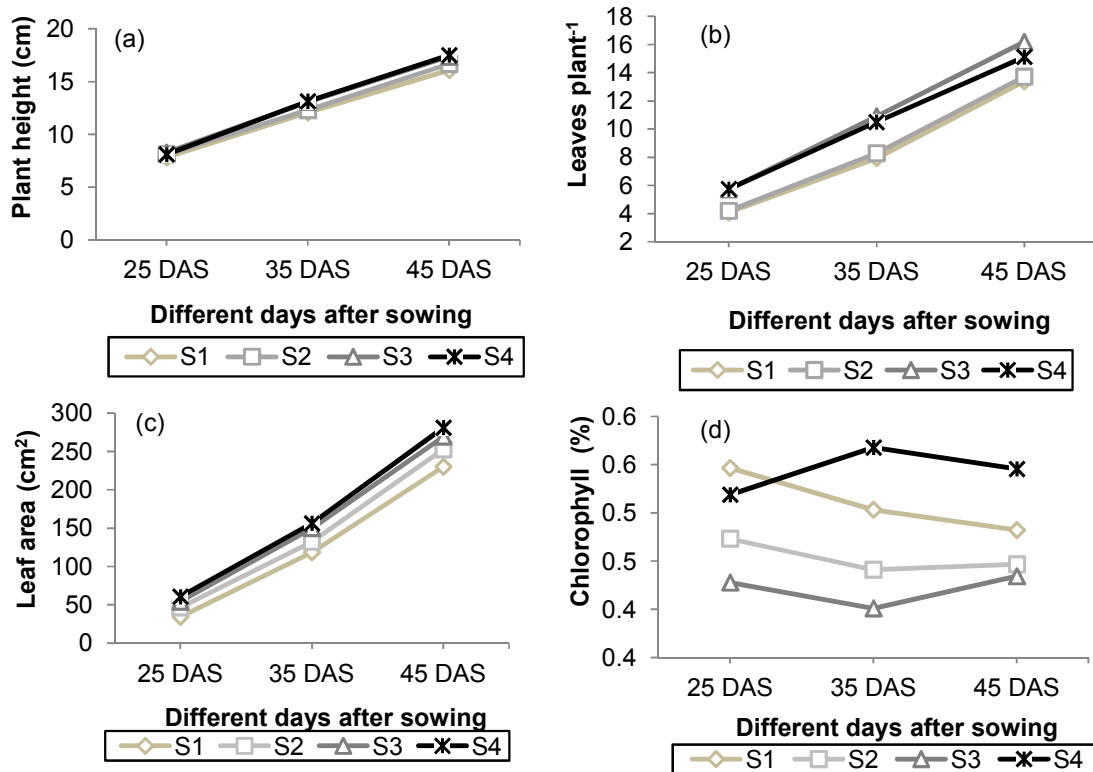 (a)
Plant height (cm)
20
15
10
5
0
25 DAS 35 DAS 45 DAS
Different days after sowing
S1 S2 S3 S4
(b)
Leaves plant⁻¹
18
16
14
12
10
8
6
4
2
25 DAS 35 DAS 45 DAS
Different days after sowing
S1 S2 S3 S4
(c)
Leaf area (cm²)
300
250
200
150
100
50
0
25 DAS 35 DAS 45 DAS
Different days after sowing
S1 S2 S3 S4
(d)
Chlorophyll (%)
0.6
0.6
0.5
0.5
0.4
0.4
25 DAS 35 DAS 45 DAS
Different days after sowing
S1 S2 S3 S4